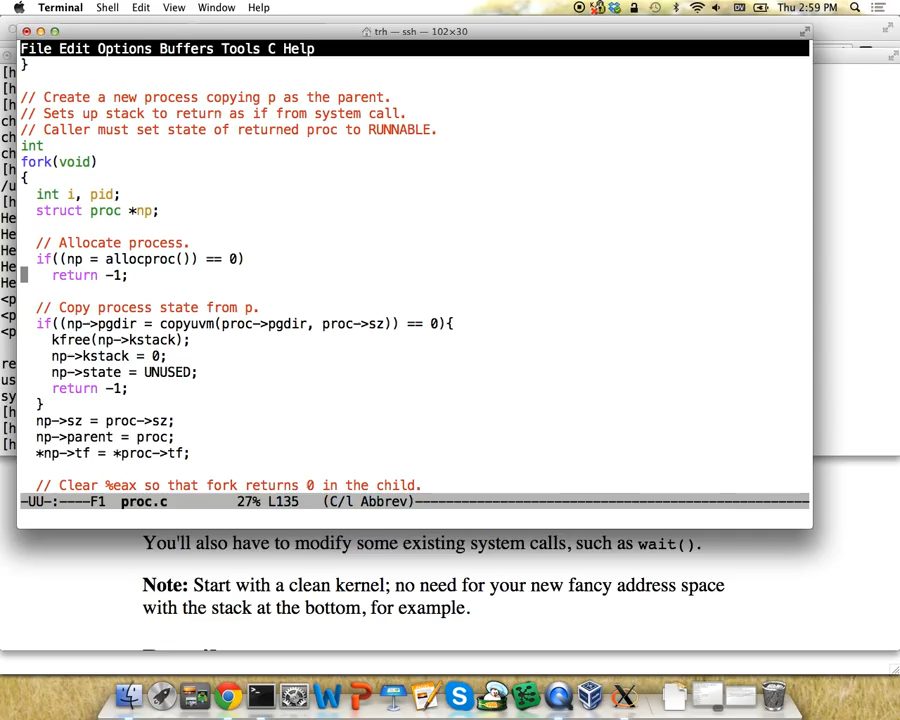 Terminal Shell Edit View Window Help
Thu 2:59 PM
trh — ssh — 102×30
File Edit Options Buffers Tools C Help
}
// Create a new process copying p as the parent.
// Sets up stack to return as if from system call.
// Caller must set state of returned proc to RUNNABLE.
int
fork(void)
{
int i, pid;
struct proc *np;
// Allocate process.
if((np = allocproc()) == 0)
return -1;
// Copy process state from p.
if((np->pgdir = copyuvm(proc->pgdir, proc->sz)) == 0){
kfree(np->kstack);
np->kstack = 0;
np->state = UNUSED;
return -1;
}
np->sz = proc->sz;
np->parent = proc;
*np->tf = *proc->tf;
// Clear %eax so that fork returns 0 in the child.
-UU-:----F1 proc.c 27% L135 (C/l Abbrev)----------------------------------------------------
You'll also have to modify some existing system calls, such as wait().
Note: Start with a clean kernel; no need for your new fancy address space
with the stack at the bottom, for example.